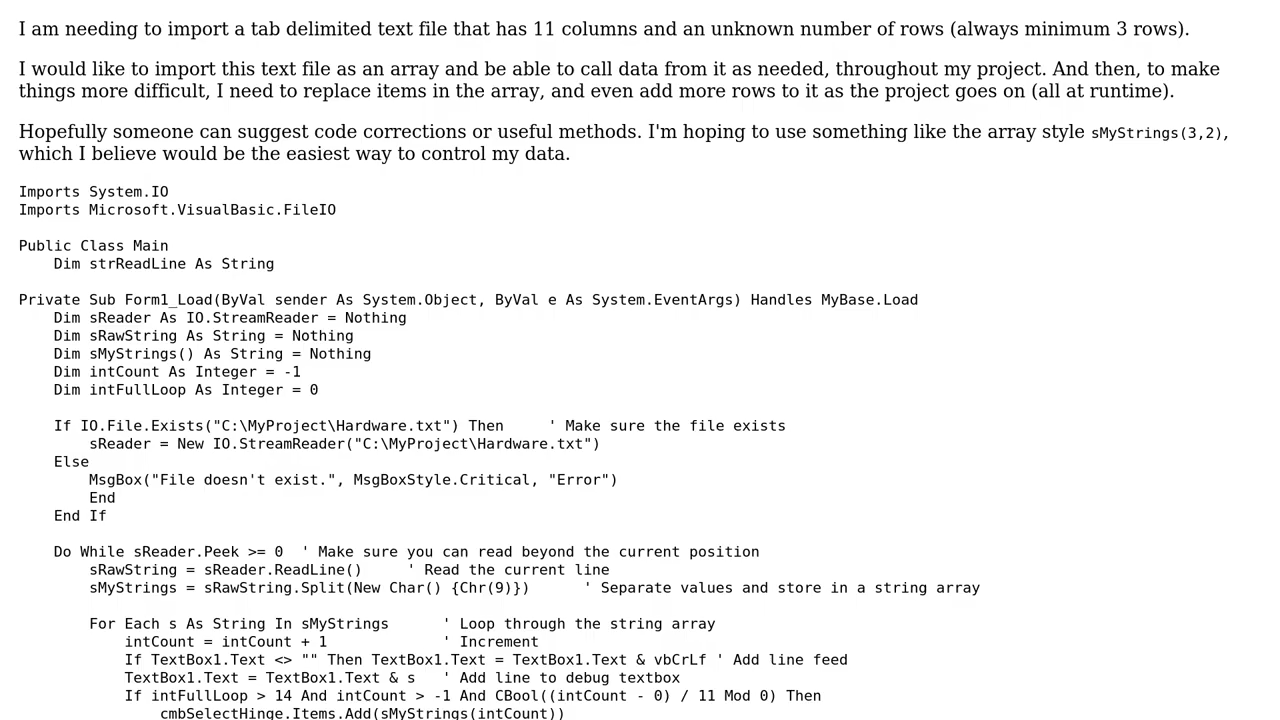 I am needing to import a tab delimited text file that has 11 columns and an unknown number of rows (always minimum 3 rows).
I would like to import this text file as an array and be able to call data from it as needed, throughout my project. And then, to make
things more difficult, I need to replace items in the array, and even add more rows to it as the project goes on (all at runtime).
Hopefully someone can suggest code corrections or useful methods. I'm hoping to use something like the array style sMyStrings(3,2),
which I believe would be the easiest way to control my data.
Imports System.IO
Imports Microsoft.VisualBasic.FileIO
Public Class Main
    Dim strReadLine As String
Private Sub Form1_Load(ByVal sender As System.Object, ByVal e As System.EventArgs) Handles MyBase.Load
    Dim sReader As IO.StreamReader = Nothing
    Dim sRawString As String = Nothing
    Dim sMyStrings() As String = Nothing
    Dim intCount As Integer = -1
    Dim intFullLoop As Integer = 0
    If IO.File.Exists("C:\MyProject\Hardware.txt") Then     ' Make sure the file exists
        sReader = New IO.StreamReader("C:\MyProject\Hardware.txt")
    Else
        MsgBox("File doesn't exist.", MsgBoxStyle.Critical, "Error")
        End
    End If
    Do While sReader.Peek >= 0  ' Make sure you can read beyond the current position
        sRawString = sReader.ReadLine()     ' Read the current line
        sMyStrings = sRawString.Split(New Char() {Chr(9)})      ' Separate values and store in a string array
        For Each s As String In sMyStrings      ' Loop through the string array
            intCount = intCount + 1             ' Increment
            If TextBox1.Text <> "" Then TextBox1.Text = TextBox1.Text & vbCrLf ' Add line feed
            TextBox1.Text = TextBox1.Text & s   ' Add line to debug textbox
            If intFullLoop > 14 And intCount > -1 And CBool((intCount - 0) / 11 Mod 0) Then
                cmbSelectHinge.Items.Add(sMyStrings(intCount))